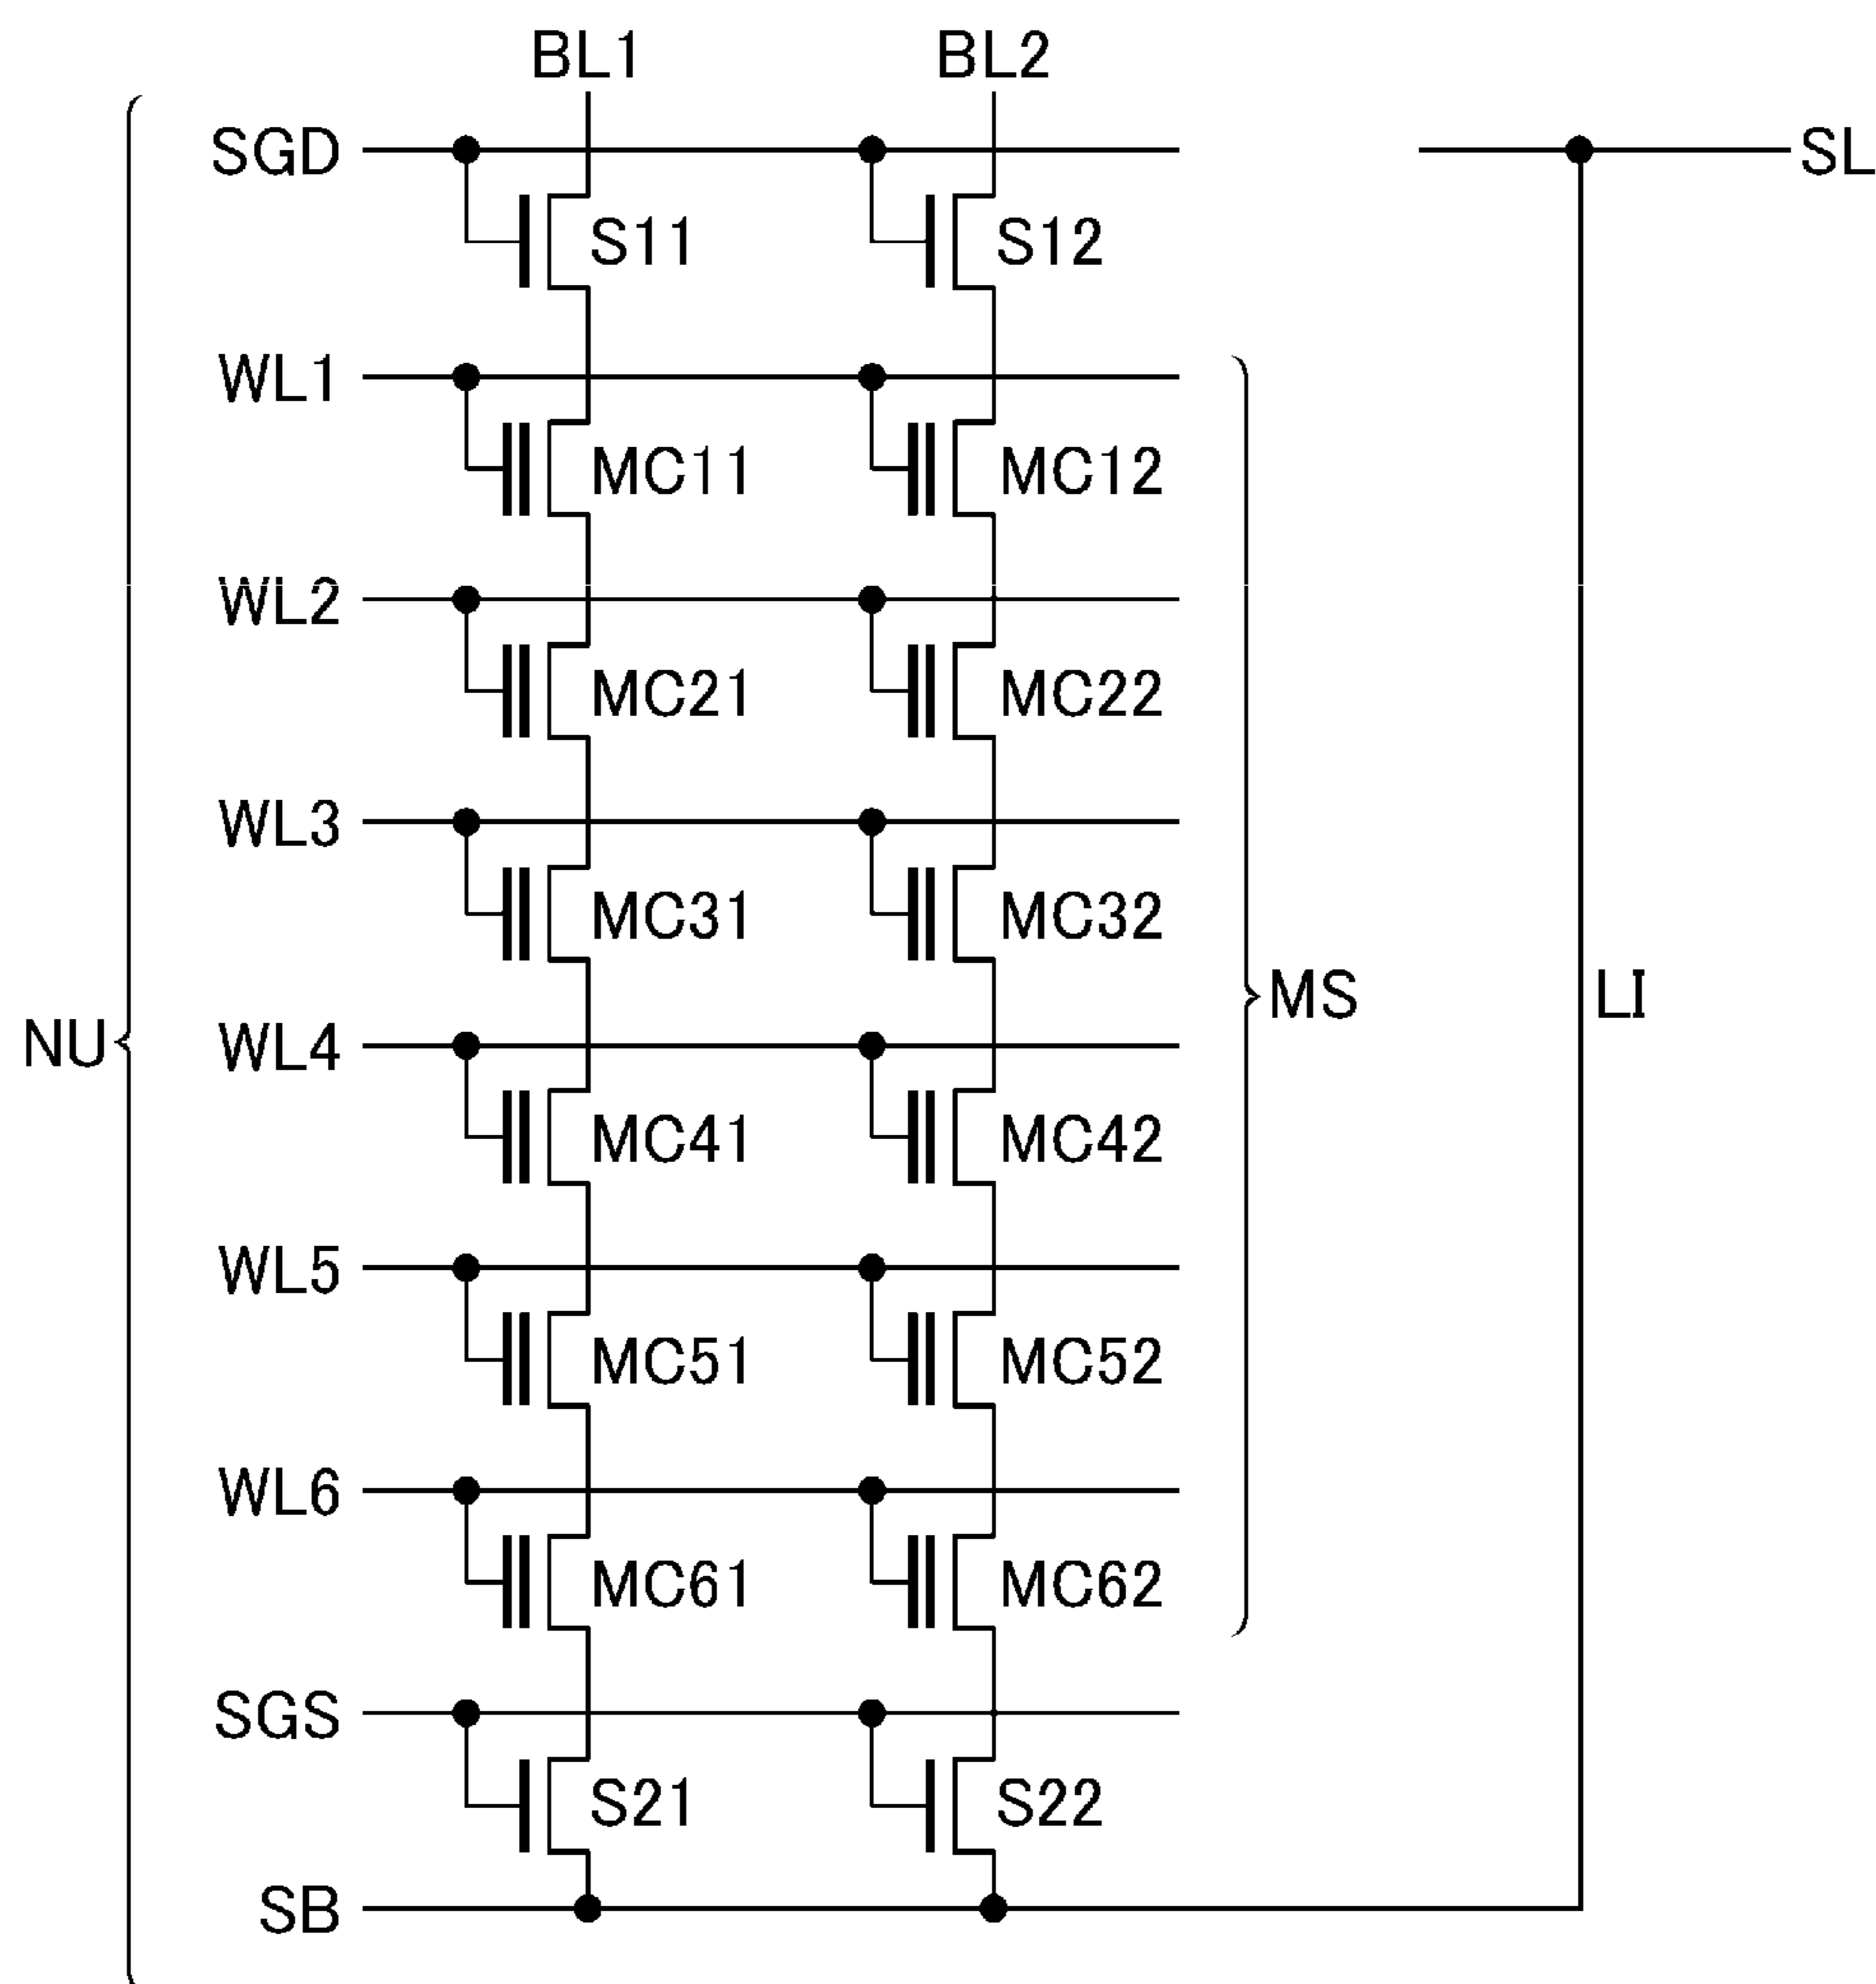 BL1 BL2
SGD SL
S11 S12
WL1
MC11 MC12
WL2
MC21 MC22
WL3
MC31 MC32
MS LI
NU WL4
MC41 MC42
WL5
MC51 MC52
WL6
MC61 MC62
SGS
S21 S22
SB